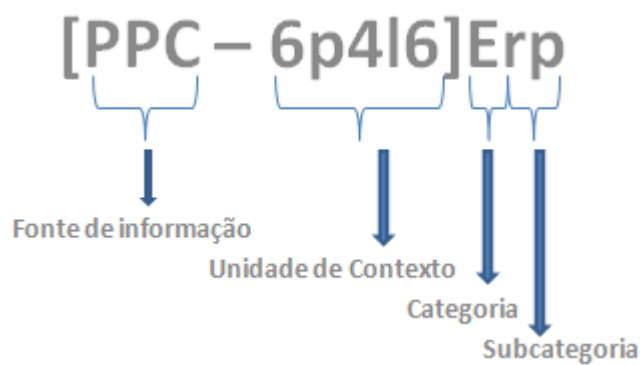 [PPC – 6p4l6]Erp
Fonte de informação
Unidade de Contexto
Categoria
Subcategoria